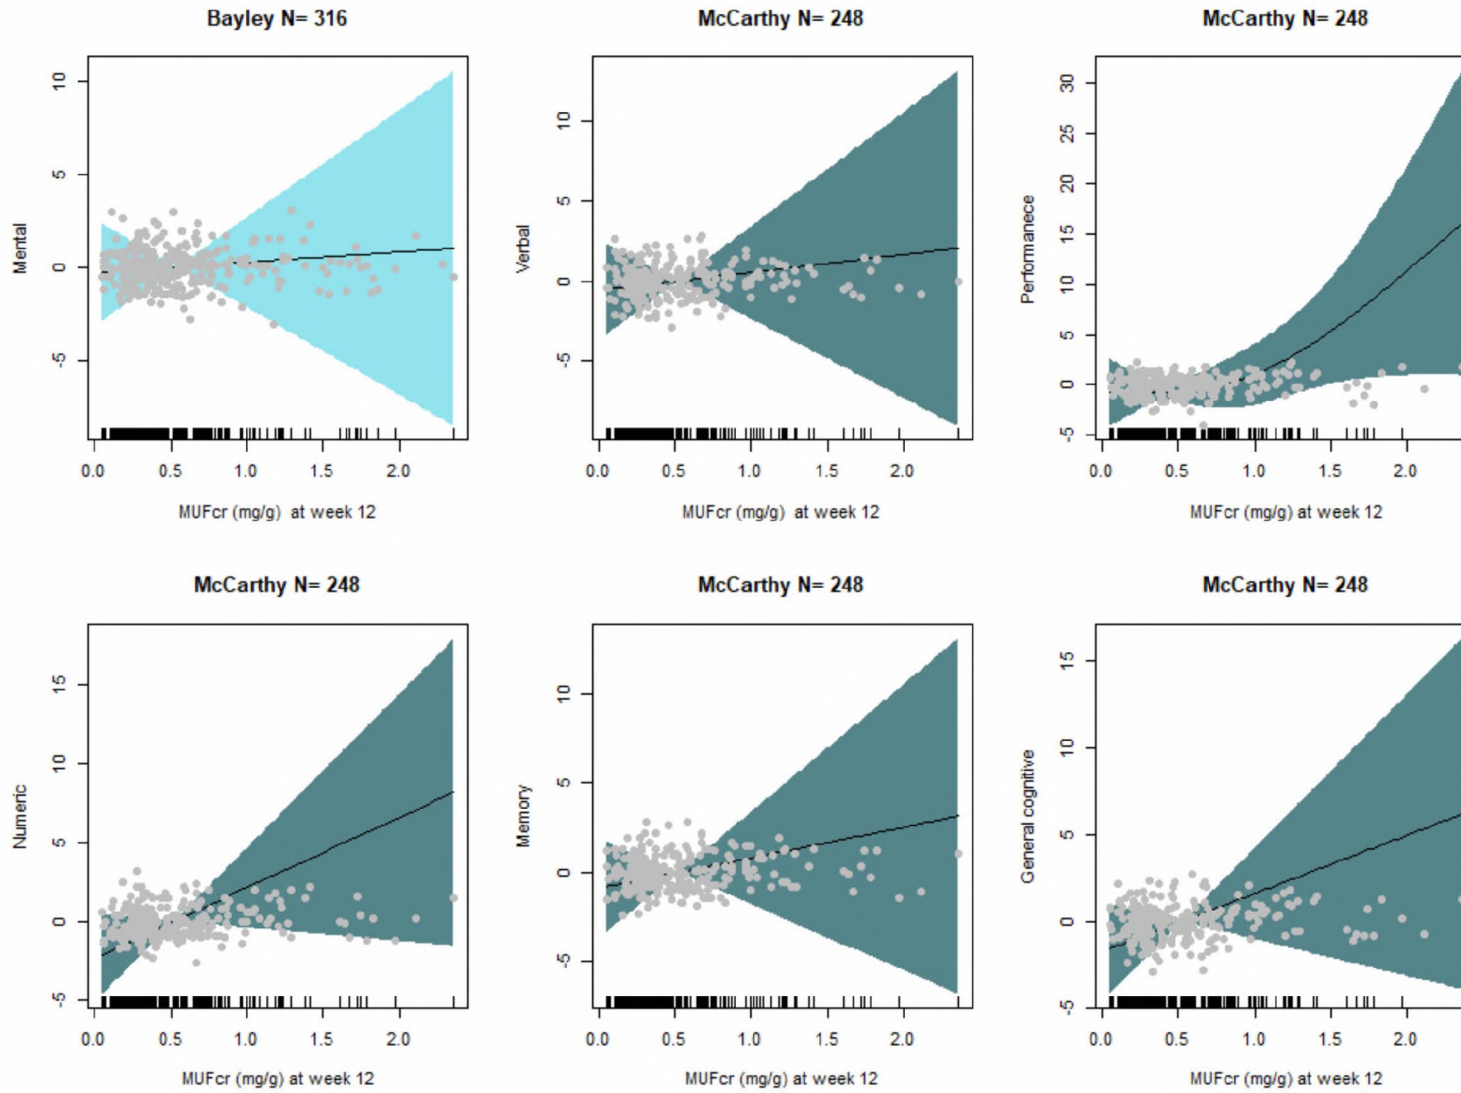 Bayley N= 316
McCarthy N= 248
McCarthy N= 248
Mental
10
5
0
-5
0.0 0.5 1.0 1.5 2.0
MUFcr (mg/g) at week 12
Verbal
10
5
0
-5
0.0 0.5 1.0 1.5 2.0
MUFcr (mg/g) at week 12
Performanece
30
25
20
15
10
5
0
-5
0.0 0.5 1.0 1.5 2.0
MUFcr (mg/g) at week 12
McCarthy N= 248
McCarthy N= 248
McCarthy N= 248
Numeric
15
10
5
0
-5
0.0 0.5 1.0 1.5 2.0
MUFcr (mg/g) at week 12
Memory
10
5
0
-5
0.0 0.5 1.0 1.5 2.0
MUFcr (mg/g) at week 12
General cognitive
15
10
5
0
-5
0.0 0.5 1.0 1.5 2.0
MUFcr (mg/g) at week 12